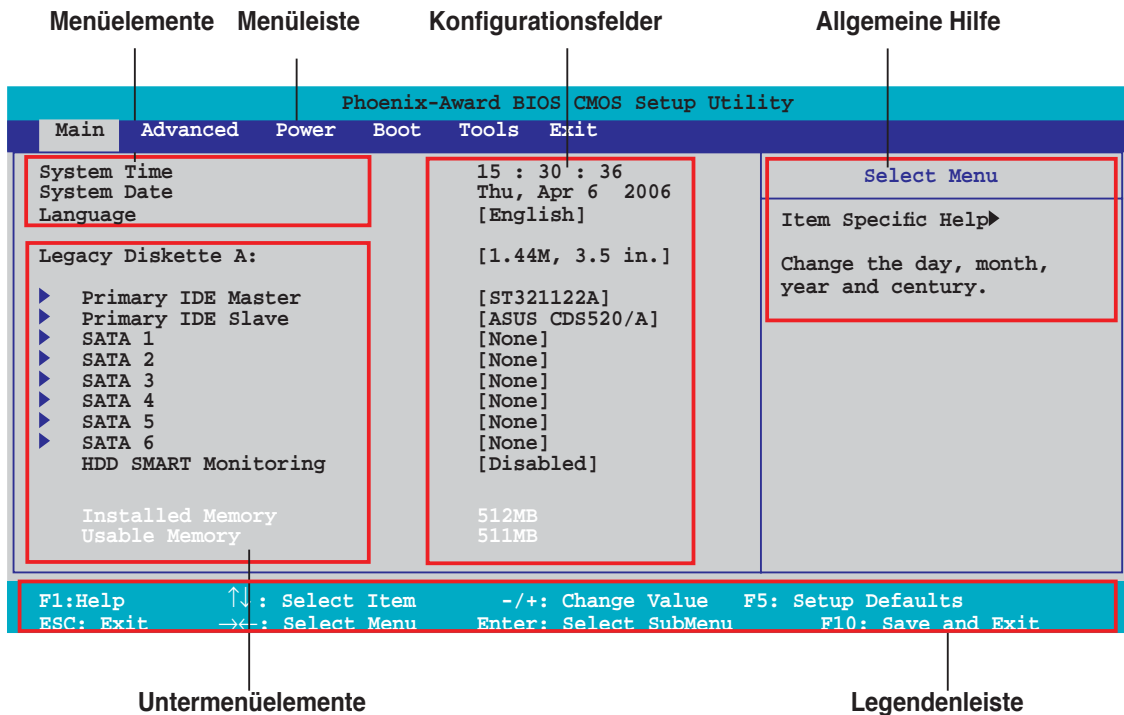 Menüelemente Menüleiste Konfigurationsfelder Allgemeine Hilfe
Phoenix-Award BIOS CMOS Setup Utility
Main Advanced Power Boot Tools Exit
System Time 15 : 30 : 36
System Date Thu, Apr 6 2006
Language [English]
Legacy Diskette A: [1.44M, 3.5 in.]
▶ Primary IDE Master [ST321122A]
▶ Primary IDE Slave [ASUS CDS520/A]
▶ SATA 1 [None]
▶ SATA 2 [None]
▶ SATA 3 [None]
▶ SATA 4 [None]
▶ SATA 5 [None]
▶ SATA 6 [None]
HDD SMART Monitoring [Disabled]
Installed Memory 512MB
Usable Memory 511MB
Select Menu
Item Specific Help▶
Change the day, month,
year and century.
F1:Help ↑↓: Select Item -/+: Change Value F5: Setup Defaults
ESC: Exit →←: Select Menu Enter: Select SubMenu F10: Save and Exit
Untermenüelemente Legendenleiste